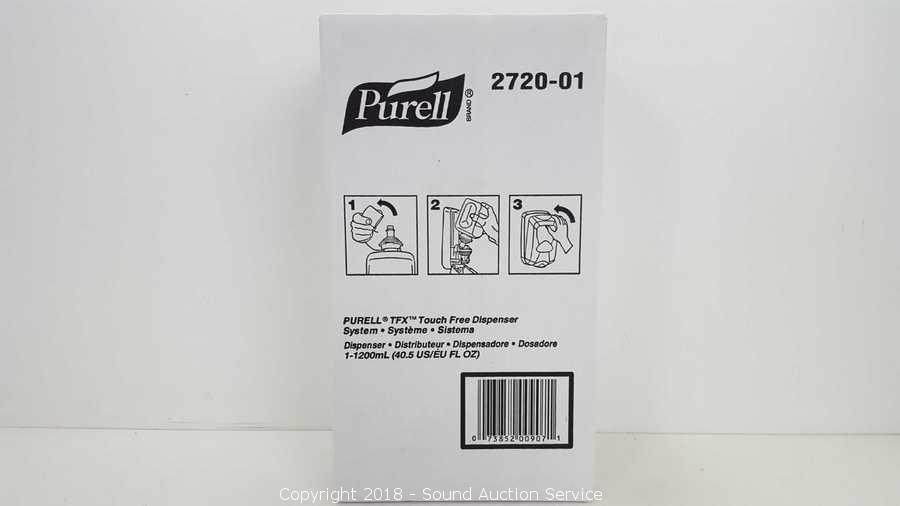 Purell
BRAND ®
2720-01
1
2
3
PURELL® TFX™ Touch Free Dispenser
System • Système • Sistema
Dispenser • Distributeur • Dispensadore • Dosadore
1-1200mL (40.5 US/EU FL OZ)
0 73852 00907 1
Copyright 2018 - Sound Auction Service